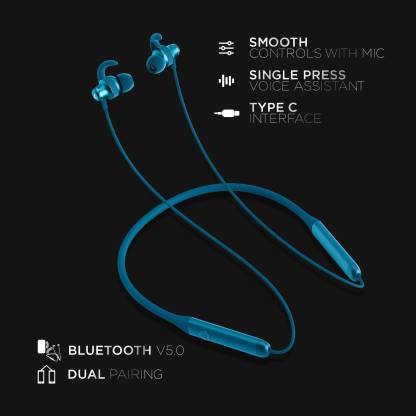 SMOOTH
CONTROLS WITH MIC
SINGLE PRESS
VOICE ASSISTANT
TYPE C
INTERFACE
BLUETOOTH V5.0
DUAL PAIRING